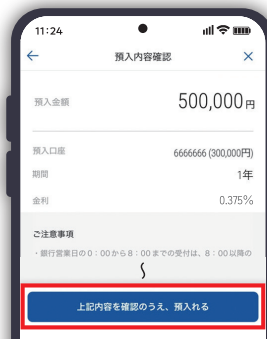 11:24
預入内容確認
預入金額
500,000円
預入口座
6666666 (300,000円)
期間
1年
金利
0.375%
ご注意事項
・銀行営業日の0：00から8：00までの受付は、8：00以降の
上記内容を確認のうえ、預入れる